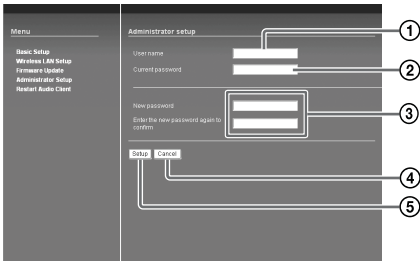 Menu
Basic Setup
Wireless LAN Setup
Firmware Update
Administrator Setup
Restart Audio Client
Administrator setup
User name
Current password
New password
Enter the new password again to
confirm
Setup Cancel
1
2
3
4
5